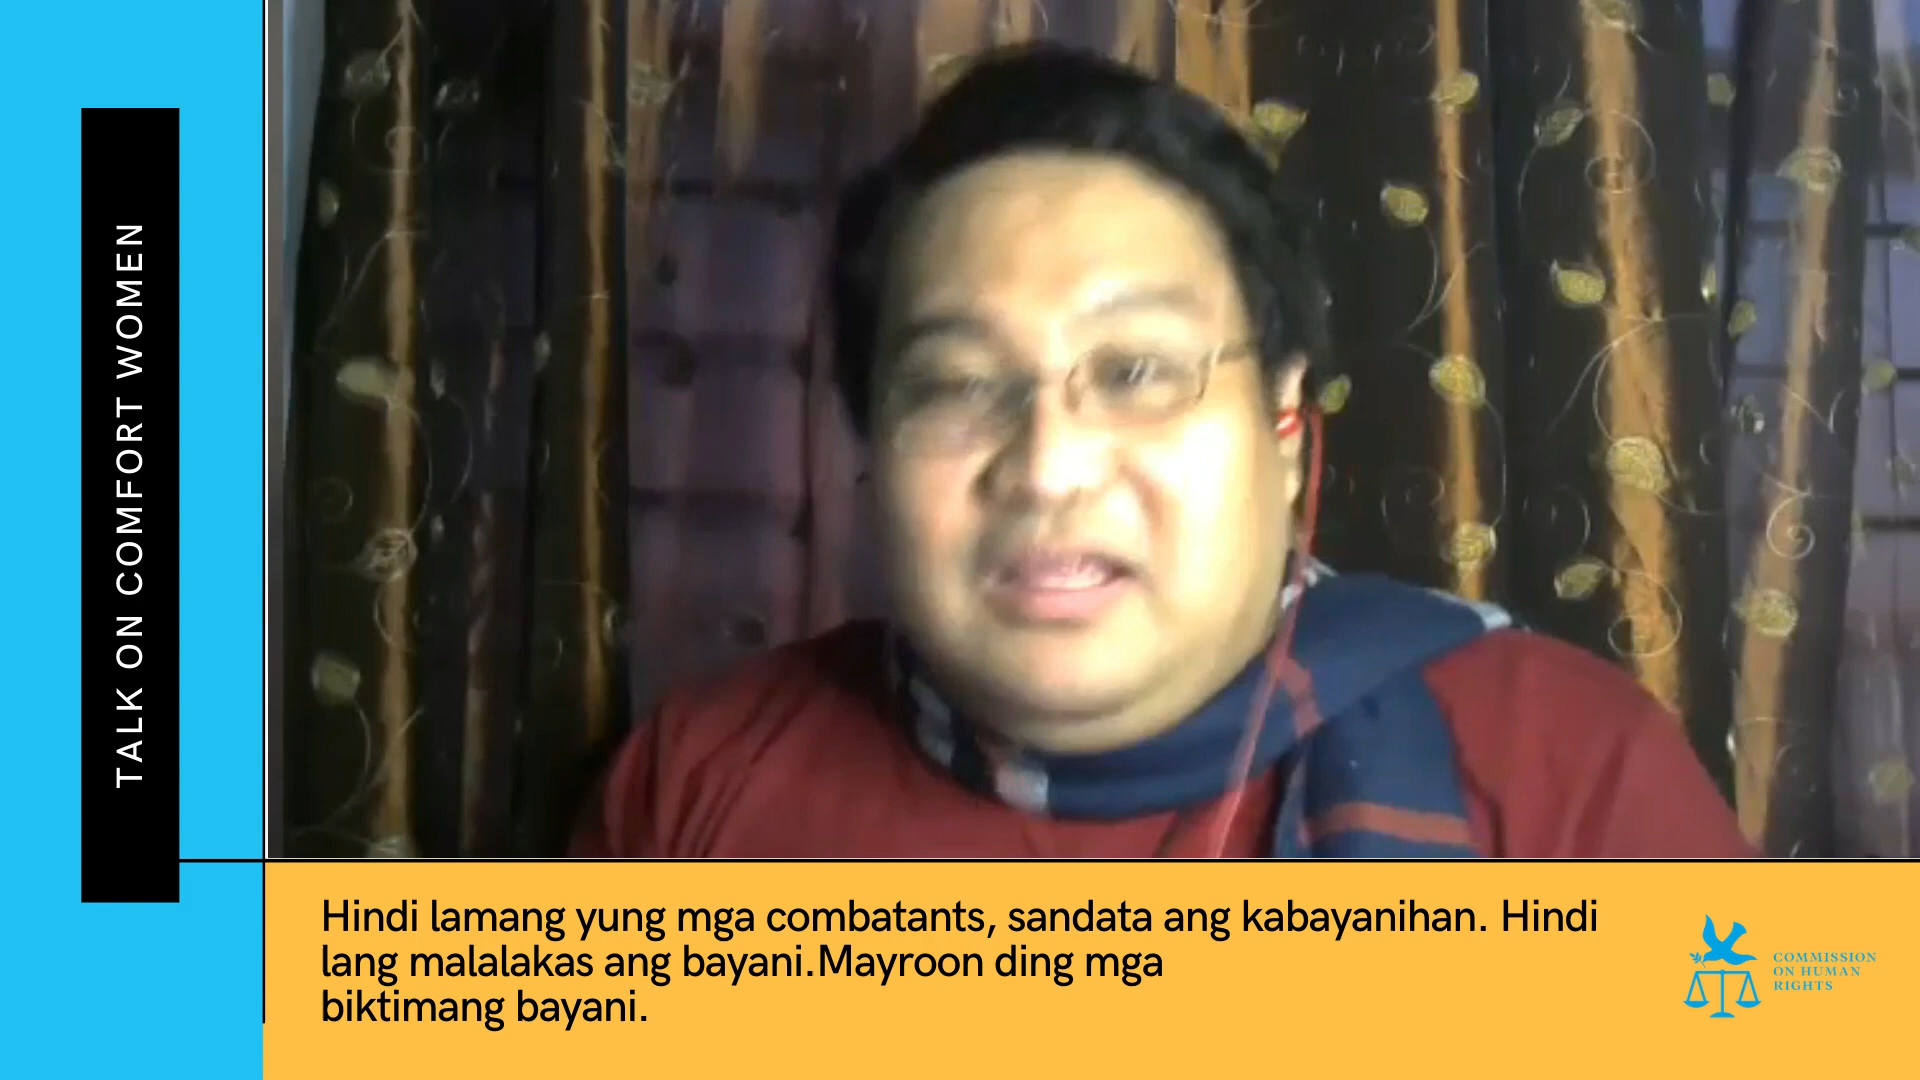 TALK ON COMFORT WOMEN
Hindi lamang yung mga combatants, sandata ang kabayanihan. Hindi
lang malalakas ang bayani.Mayroon ding mga
biktimang bayani.
COMMISSION
ON HUMAN
RIGHTS